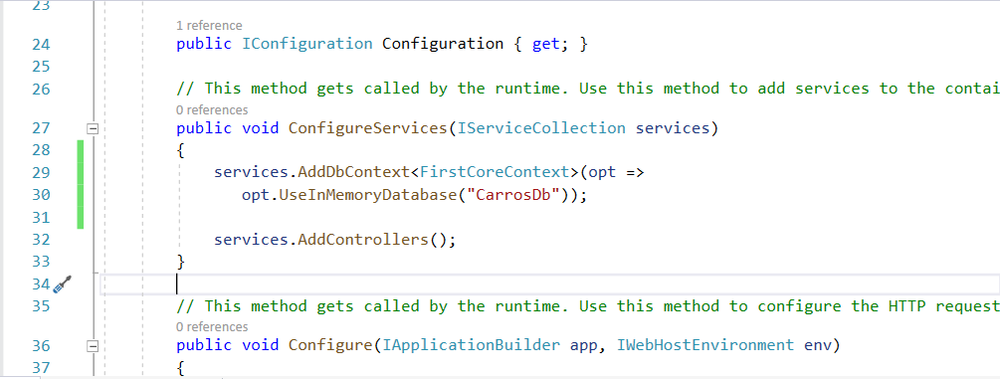 23
1 reference
24 public IConfiguration Configuration { get; }
25
26 // This method gets called by the runtime. Use this method to add services to the contai
0 references
27 public void ConfigureServices(IServiceCollection services)
28 {
29 services.AddDbContext<FirstCoreContext>(opt =>
30 opt.UseInMemoryDatabase("CarrosDb"));
31
32 services.AddControllers();
33 }
34
35 // This method gets called by the runtime. Use this method to configure the HTTP request
0 references
36 public void Configure(IApplicationBuilder app, IWebHostEnvironment env)
37 {